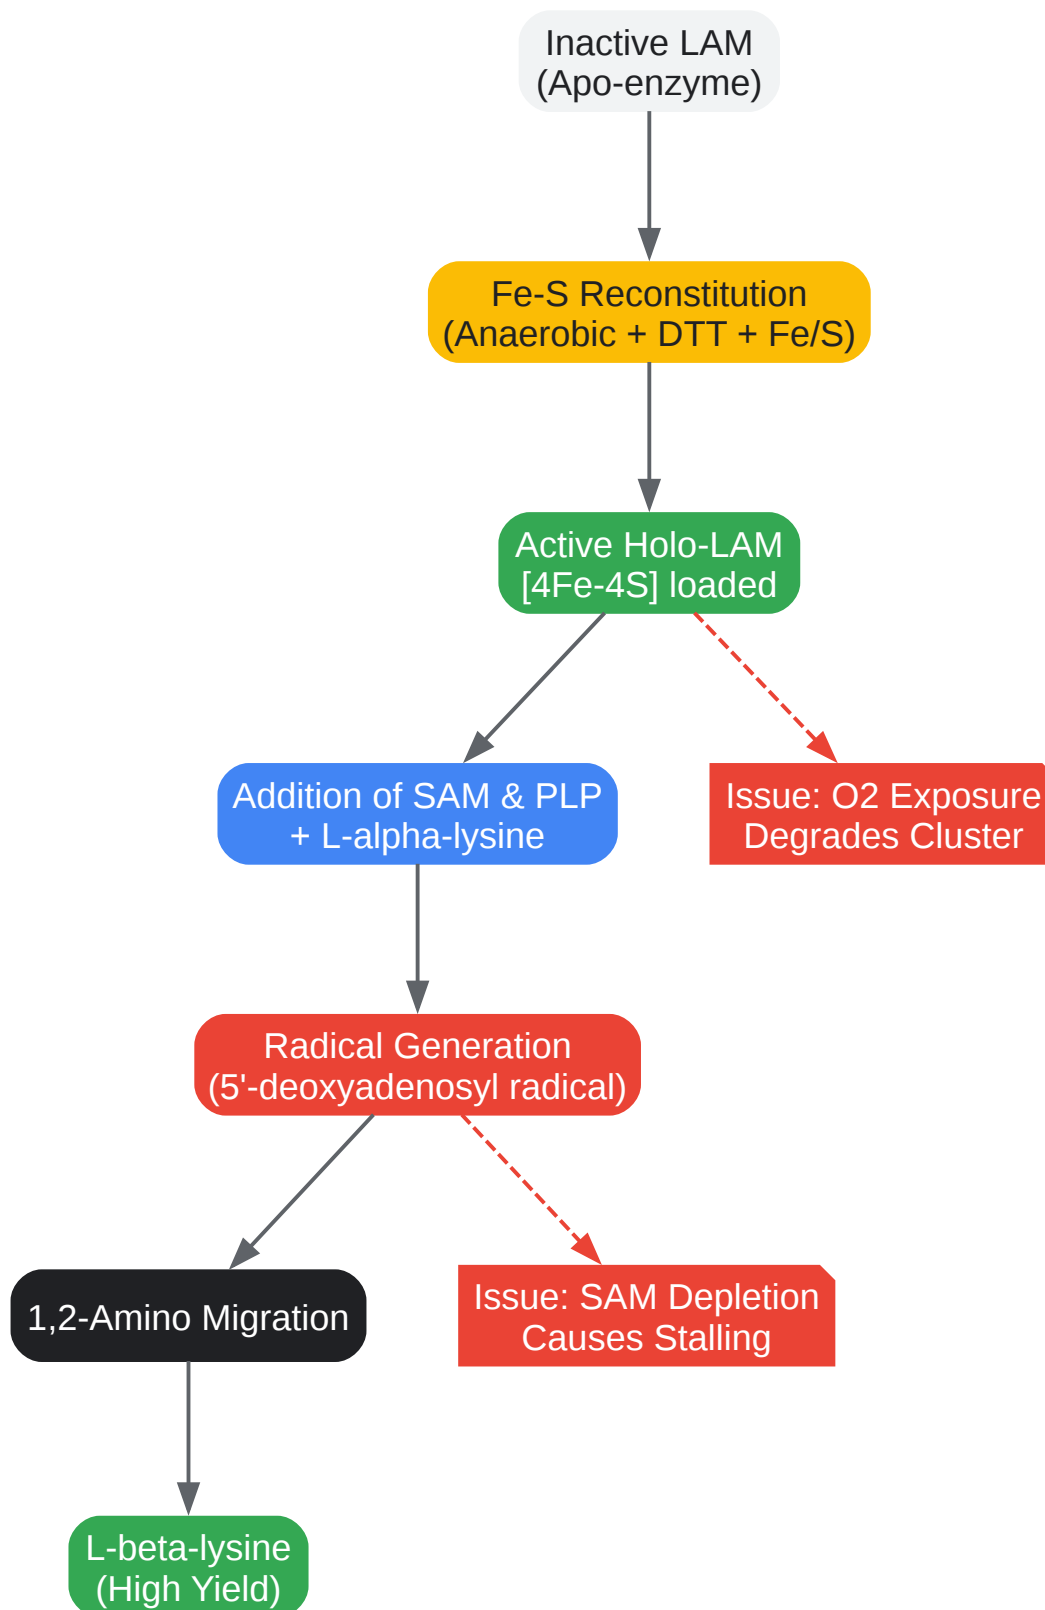 Inactive LAM
(Apo-enzyme)
Fe-S Reconstitution
(Anaerobic + DTT + Fe/S)
Active Holo-LAM
[4Fe-4S] loaded
Addition of SAM & PLP
+ L-alpha-lysine
Issue: O2 Exposure
Degrades Cluster
Radical Generation
(5'-deoxyadenosyl radical)
1,2-Amino Migration
Issue: SAM Depletion
Causes Stalling
L-beta-lysine
(High Yield)